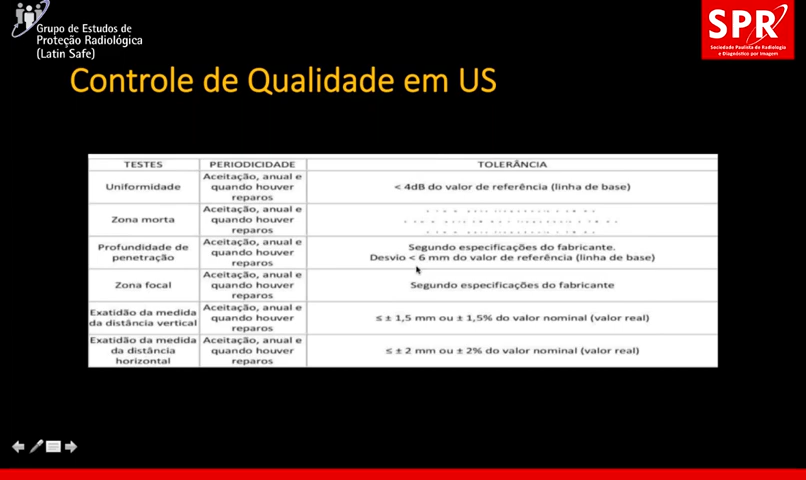 Grupo de Estudos de
Proteção Radiológica
(Latin Safe)
SPR
Sociedade Paulista de Radiologia
e Diagnóstico por Imagem
Controle de Qualidade em US
TESTES PERIODICIDADE TOLERÂNCIA
Uniformidade
Aceitação, anual e
quando houver
reparos
< 4dB do valor de referência (linha de base)
Zona morta
Aceitação, anual e
quando houver
reparos
Profundidade de
penetração
Aceitação, anual e
quando houver
reparos
Segundo especificações do fabricante.
Desvio < 6 mm do valor de referência (linha de base)
Zona focal
Aceitação, anual e
quando houver
reparos
Segundo especificações do fabricante
Exatidão da medida
da distância vertical
Aceitação, anual e
quando houver
reparos
≤ ± 1,5 mm ou ± 1,5% do valor nominal (valor real)
Exatidão da medida
da distância
horizontal
Aceitação, anual e
quando houver
reparos
≤ ± 2 mm ou ± 2% do valor nominal (valor real)